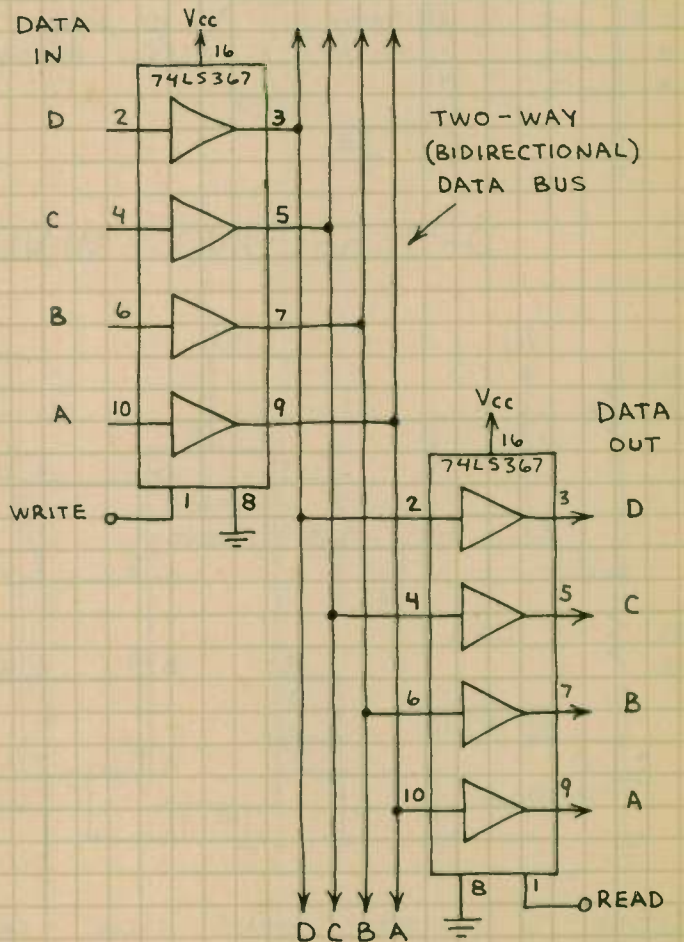 DATA
IN
Vcc
16
74LS367
D
2
3
C
4
5
B
6
7
A
10
9
WRITE
1
8
TWO-WAY
(BIDIRECTIONAL)
DATA BUS
Vcc
16
74LS367
DATA
OUT
2
3
D
4
5
C
6
7
B
10
9
A
8
1
READ
D C B A